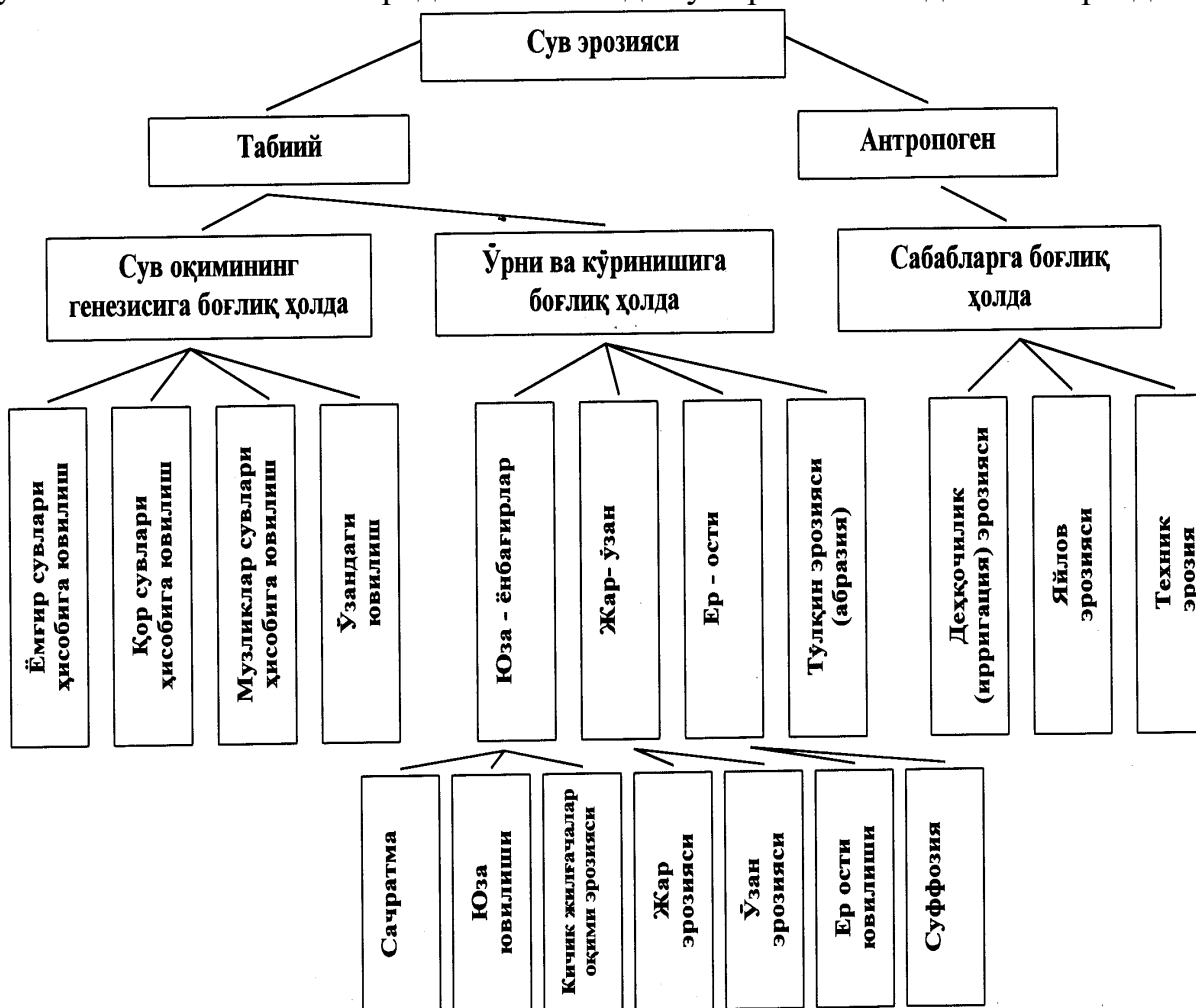 Сув эрозияси
Табиий
Антропоген
Сув оқимининг
генезисига боғлиқ ҳолда
Ўрни ва кўринишига
боғлиқ ҳолда
Сабабларга боғлиқ
ҳолда
Ёмғир сувлари
ҳисобига ювилиш
Қор сувлари
ҳисобига ювилиш
Музликлар сувлари
ҳисобига ювилиш
Ўзандаги
ювилиш
Юза - ёнбағирлар
Жар- ўзан
Ер - ости
Тўлқин эрозияси
(абразия)
Деҳқочилик
(ирригация) эрозияси
Яйлов
эрозияси
Техник
эрозия
Сачратма
Юза
ювилиши
Кичик жилғачалар
оқими эрозияси
Жар
эрозияси
Ўзан
эрозияси
Ер ости
ювилиши
Суффозия